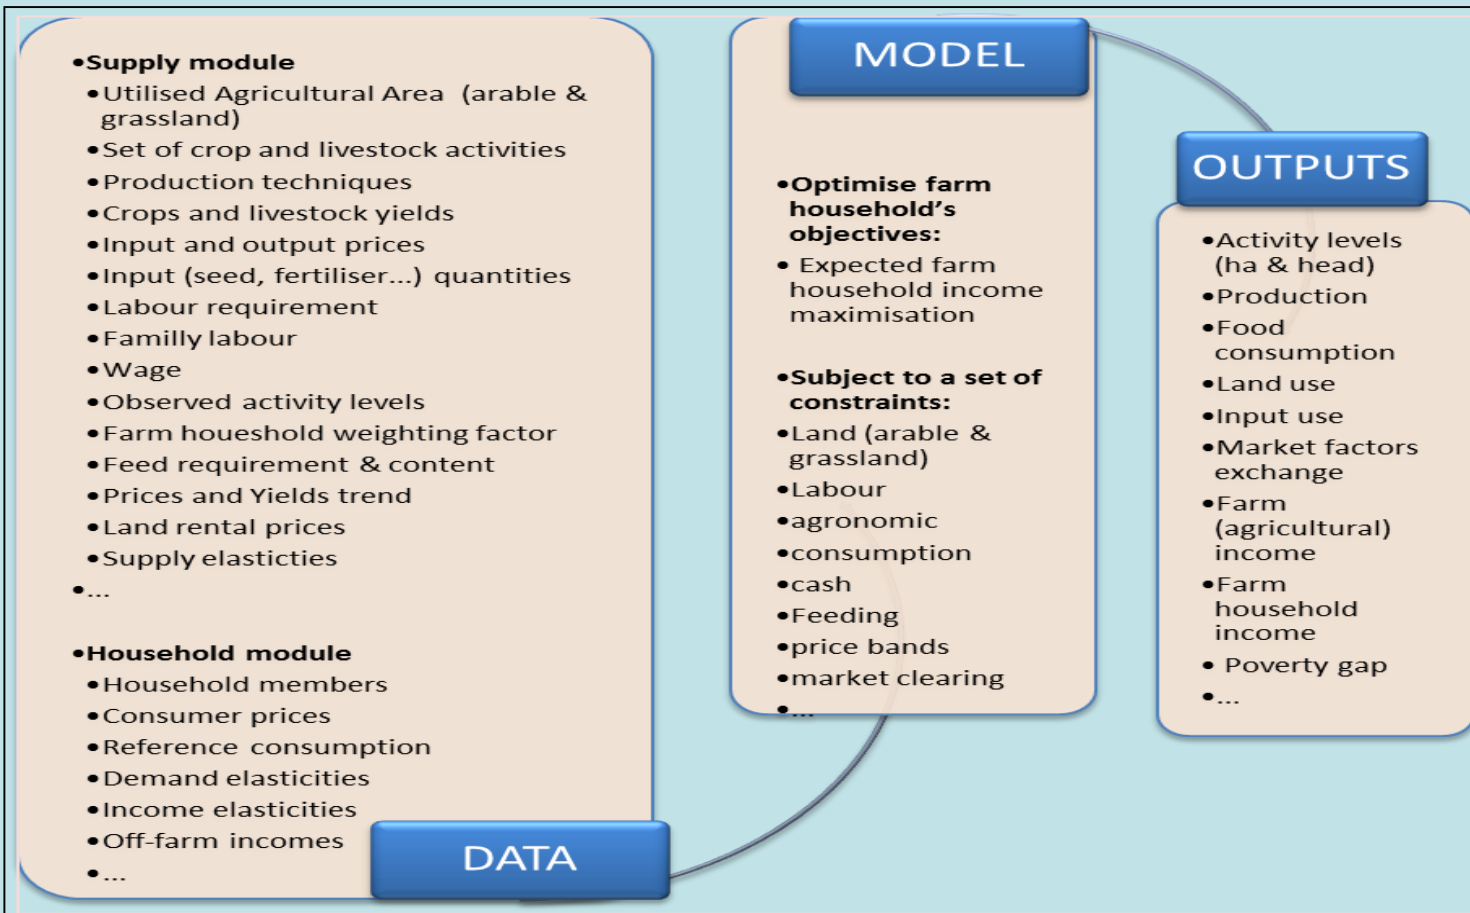 •Supply module
•Utilised Agricultural Area (arable &
grassland)
•Set of crop and livestock activities
•Production techniques
•Crops and livestock yields
•Input and output prices
•Input (seed, fertiliser...) quantities
•Labour requirement
•Familly labour
•Wage
•Observed activity levels
•Farm houeshold weighting factor
•Feed requirement & content
•Prices and Yields trend
•Land rental prices
•Supply elasticties
•...
•Household module
•Household members
•Consumer prices
•Reference consumption
•Demand elasticities
•Income elasticities
•Off-farm incomes
•...
DATA
MODEL
•Optimise farm
household’s
objectives:
• Expected farm
household income
maximisation
•Subject to a set of
constraints:
•Land (arable &
grassland)
•Labour
•agronomic
•consumption
•cash
•Feeding
•price bands
•market clearing
•...
OUTPUTS
•Activity levels
(ha & head)
•Production
•Food
consumption
•Land use
•Input use
•Market factors
exchange
•Farm
(agricultural)
income
•Farm
household
income
• Poverty gap
•...